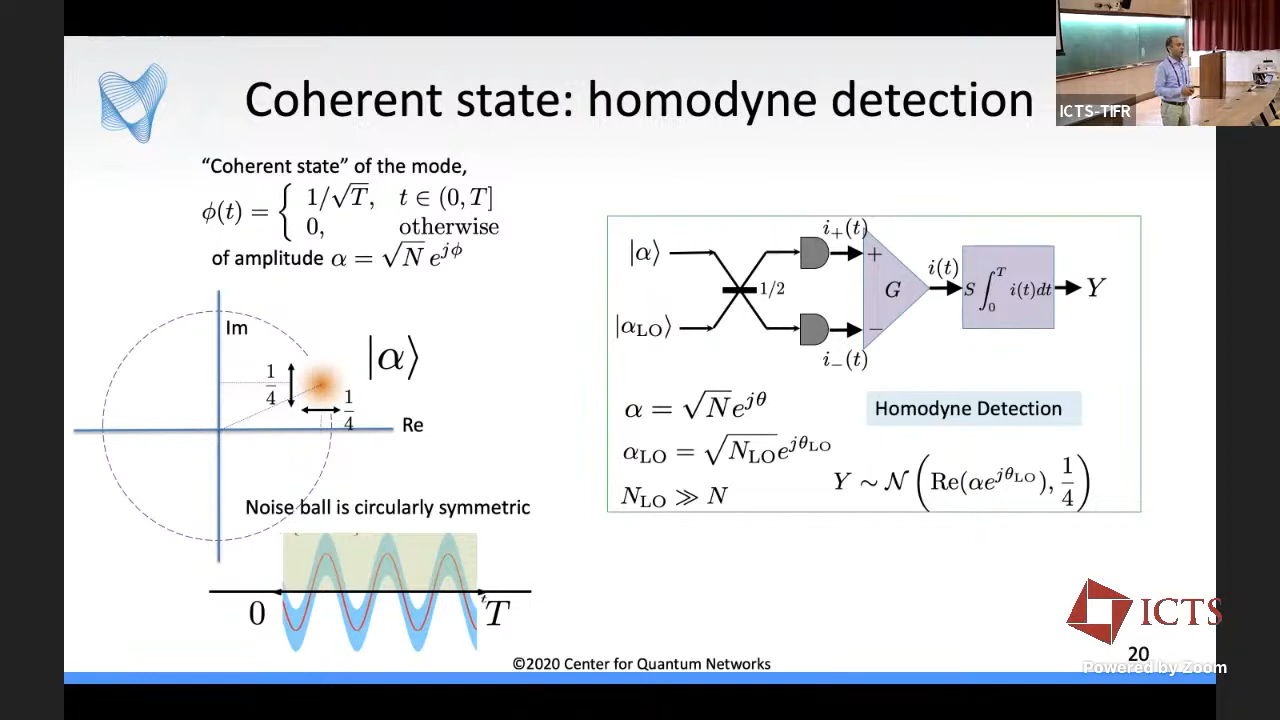 Coherent state: homodyne detection
ICTS-TIFR
“Coherent state” of the mode,
ϕ(t) = { 1/√T, t ∈ (0, T]
0, otherwise
of amplitude α = √N e^{jϕ}
Im
|α⟩
1/4
1/4
Re
Noise ball is circularly symmetric
0
t
T
|α⟩
|α_LO⟩
1/2
i_+(t)
i_−(t)
+
G
−
i(t)
S ∫_0^T i(t)dt
Y
α = √N e^{jθ}
Homodyne Detection
α_LO = √N_LO e^{jθ_LO}
Y ∼ 𝒩 (Re(αe^{jθ_LO}), 1/4)
N_LO ≫ N
ICTS
20
©2020 Center for Quantum Networks
Powered by Zoom